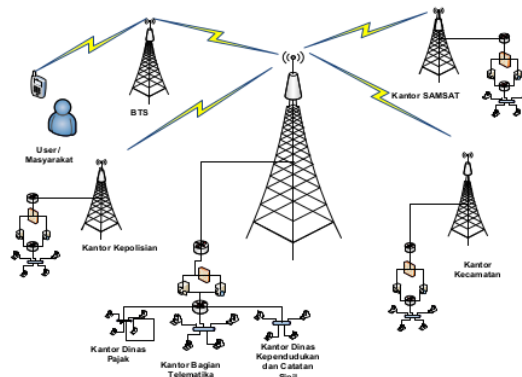 BTS
Kantor SAMSAT
User /
Masyarakat
Kantor Kepolisian
Kantor
Kecamatan
Kantor Dinas
Pajak
Kantor Bagian
Telematika
Kantor Dinas
Kependudukan
dan Catatan
Sipil